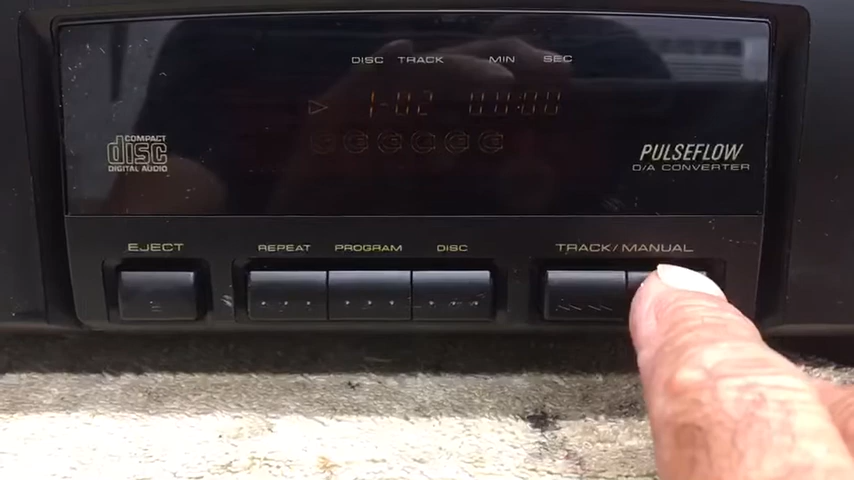 DISC TRACK MIN SEC
1-02 00:00
COMPACT
disc
DIGITAL AUDIO
PULSEFLOW
D/A CONVERTER
EJECT REPEAT PROGRAM DISC TRACK/MANUAL